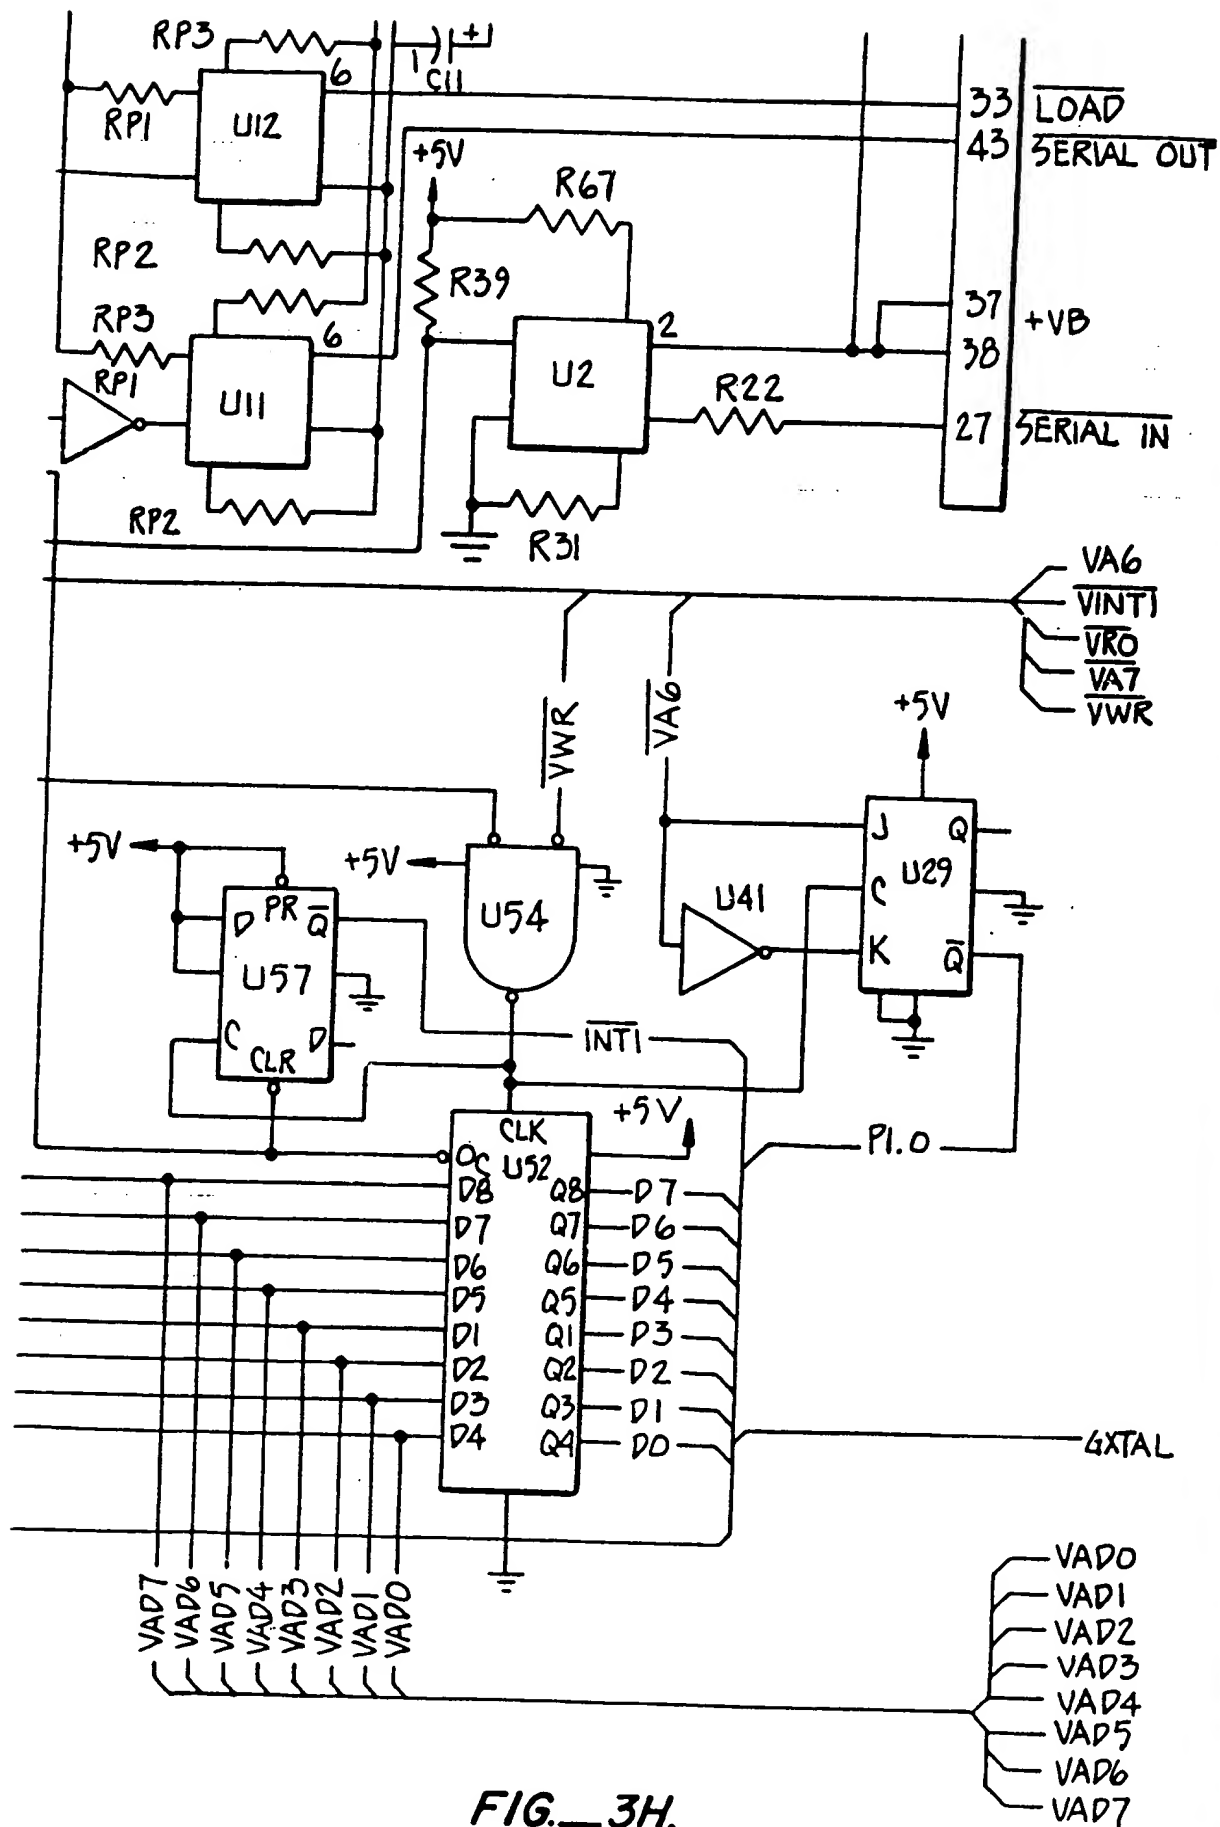 RP3
+
6
1
C11
RP1
U12
33 LOAD
43 SERIAL OUT
+5V
R67
RP2
R39
RP3
6
2
37
+VB
38
RP1
U11
U2
R22
27 SERIAL IN
RP2
R31
VA6
VINT1
VRO
VA7
VWR
VWR
VA6
+5V
+5V
+5V
J Q
U29
C
K Q
U41
U54
PR
D Q
U57
C D
CLR
INT1
+5V
P1.0
CLK
OC U52
D8 Q8 D7
D7 Q7 D6
D6 Q6 D5
D5 Q5 D4
D1 Q1 D3
D2 Q2 D2
D3 Q3 D1
D4 Q4 D0
GXTAL
VAD7
VAD6
VAD5
VAD4
VAD3
VAD2
VAD1
VAD0
VAD0
VAD1
VAD2
VAD3
VAD4
VAD5
VAD6
VAD7
FIG._3H.